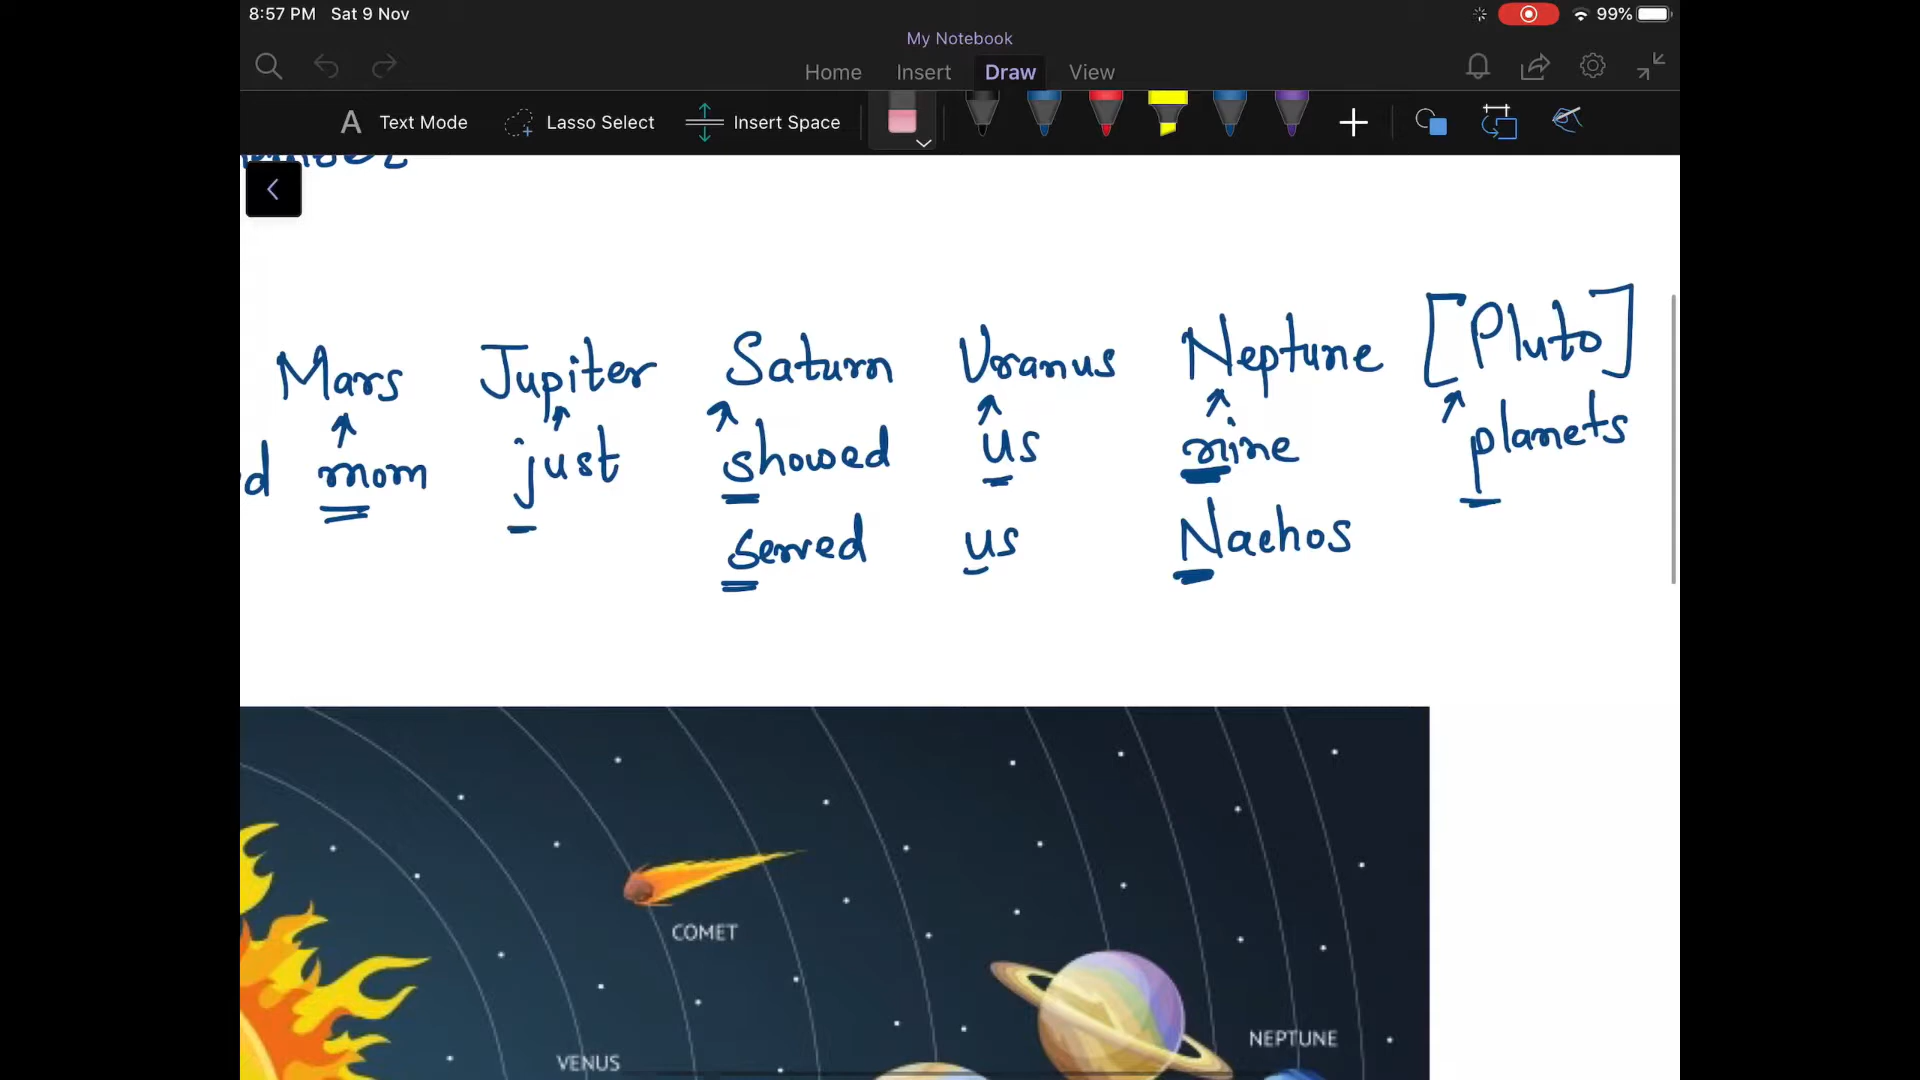 8:57 PM Sat 9 Nov 99%
My Notebook
Home Insert Draw View
A Text Mode Lasso Select Insert Space
Mars Jupiter Saturn Uranus Neptune [Pluto]
mom just showed us nine planets
served us Nachos
COMET
NEPTUNE
VENUS